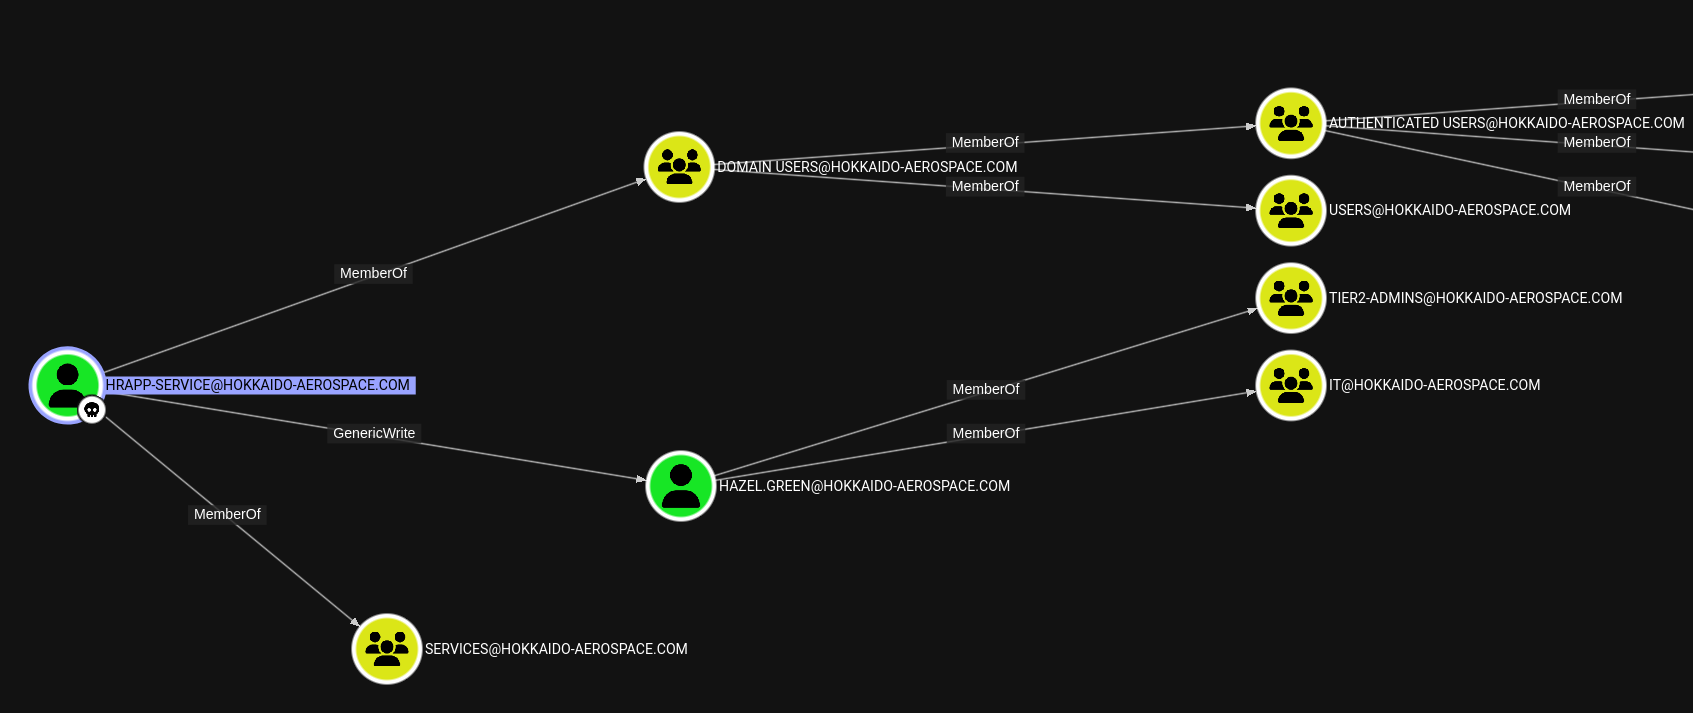 MemberOf
MemberOf
AUTHENTICATED USERS@HOKKAIDO-AEROSPACE.COM
MemberOf
MemberOf
DOMAIN USERS@HOKKAIDO-AEROSPACE.COM
MemberOf
MemberOf
USERS@HOKKAIDO-AEROSPACE.COM
MemberOf
TIER2-ADMINS@HOKKAIDO-AEROSPACE.COM
HRAPP-SERVICE@HOKKAIDO-AEROSPACE.COM
MemberOf
IT@HOKKAIDO-AEROSPACE.COM
GenericWrite
MemberOf
HAZEL.GREEN@HOKKAIDO-AEROSPACE.COM
MemberOf
SERVICES@HOKKAIDO-AEROSPACE.COM